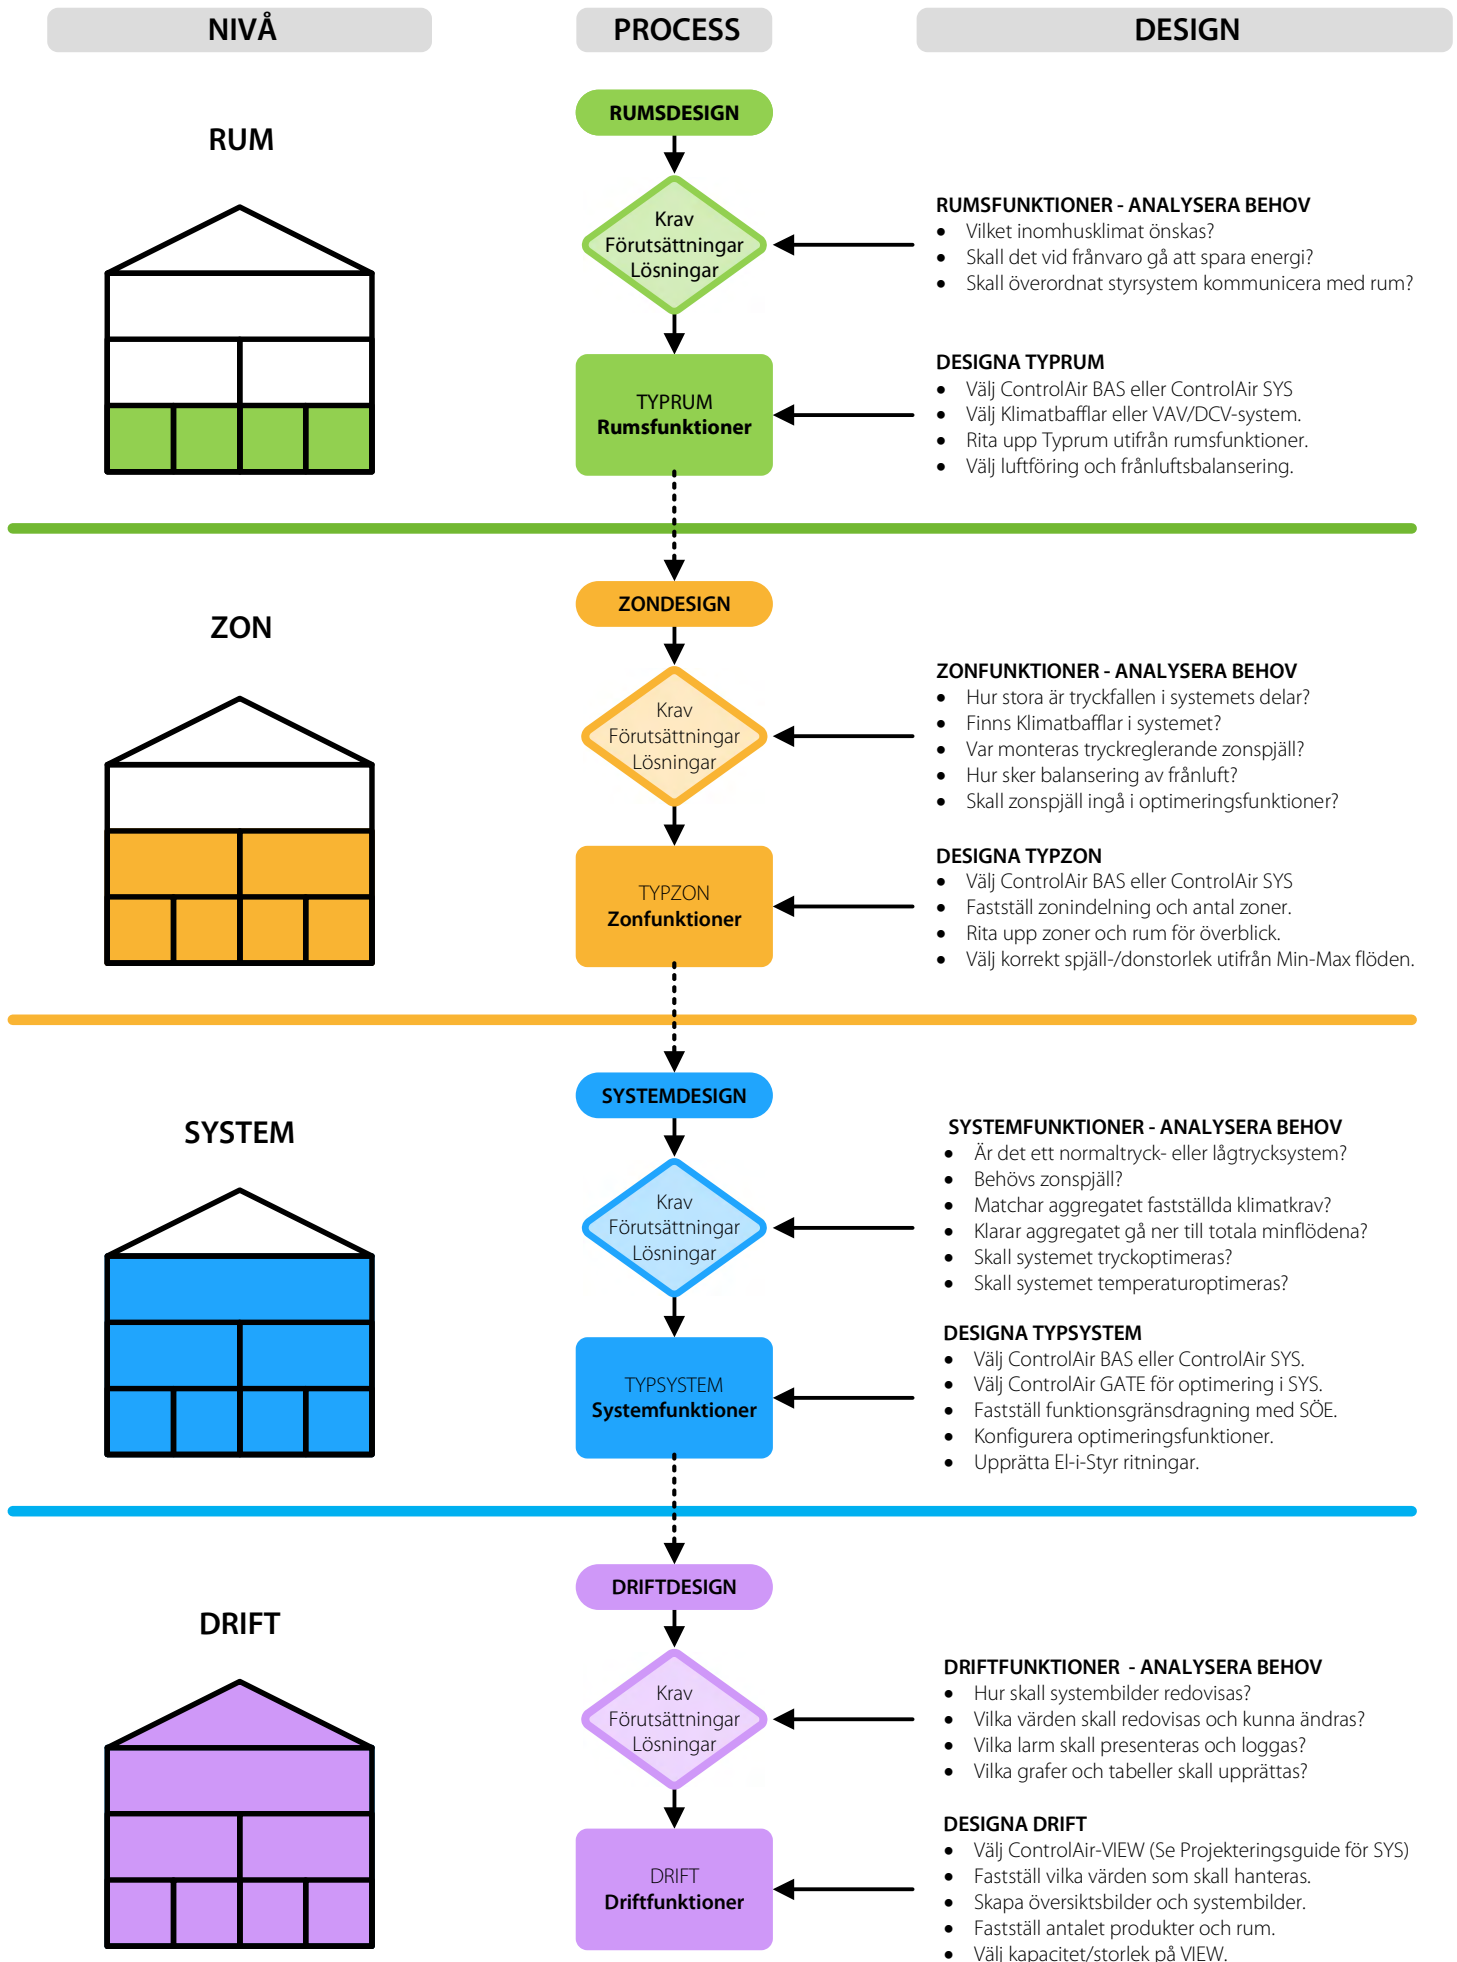 NIVÅ
PROCESS
DESIGN
RUM
RUMSDESIGN
Krav
Förutsättningar
Lösningar
RUMSFUNKTIONER - ANALYSERA BEHOV
• Vilket inomhusklimat önskas?
• Skall det vid frånvaro gå att spara energi?
• Skall överordnat styrsystem kommunicera med rum?
TYPRUM
Rumsfunktioner
DESIGNA TYPRUM
• Välj ControlAir BAS eller ControlAir SYS
• Välj Klimatbafflar eller VAV/DCV-system.
• Rita upp Typrum utifrån rumsfunktioner.
• Välj luftföring och frånluftsbalansering.
ZON
ZONDESIGN
Krav
Förutsättningar
Lösningar
ZONFUNKTIONER - ANALYSERA BEHOV
• Hur stora är tryckfallen i systemets delar?
• Finns Klimatbafflar i systemet?
• Var monteras tryckreglerande zonspjäll?
• Hur sker balansering av frånluft?
• Skall zonspjäll ingå i optimeringsfunktioner?
TYPZON
Zonfunktioner
DESIGNA TYPZON
• Välj ControlAir BAS eller ControlAir SYS
• Fastställ zonindelning och antal zoner.
• Rita upp zoner och rum för överblick.
• Välj korrekt spjäll-/donstorlek utifrån Min-Max flöden.
SYSTEM
SYSTEMDESIGN
Krav
Förutsättningar
Lösningar
SYSTEMFUNKTIONER - ANALYSERA BEHOV
• Är det ett normaltryck- eller lågtrycksystem?
• Behövs zonspjäll?
• Matchar aggregatet fastställda klimatkrav?
• Klarar aggregatet gå ner till totala minflödena?
• Skall systemet tryckoptimeras?
• Skall systemet temperaturoptimeras?
TYPSYSTEM
Systemfunktioner
DESIGNA TYPSYSTEM
• Välj ControlAir BAS eller ControlAir SYS.
• Välj ControlAir GATE för optimering i SYS.
• Fastställ funktionsgränsdragning med SÖE.
• Konfigurera optimeringsfunktioner.
• Upprätta El-i-Styr ritningar.
DRIFT
DRIFTDESIGN
Krav
Förutsättningar
Lösningar
DRIFTFUNKTIONER - ANALYSERA BEHOV
• Hur skall systembilder redovisas?
• Vilka värden skall redovisas och kunna ändras?
• Vilka larm skall presenteras och loggas?
• Vilka grafer och tabeller skall upprättas?
DRIFT
Driftfunktioner
DESIGNA DRIFT
• Välj ControlAir-VIEW (Se Projekteringsguide för SYS)
• Fastställ vilka värden som skall hanteras.
• Skapa översiktsbilder och systembilder.
• Fastställ antalet produkter och rum.
• Välj kapacitet/storlek på VIEW.